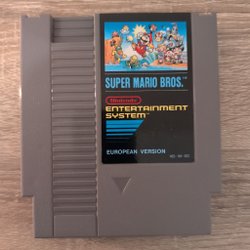 SUPER MARIO BROS.
Nintendo
ENTERTAINMENT
SYSTEM
EUROPEAN VERSION